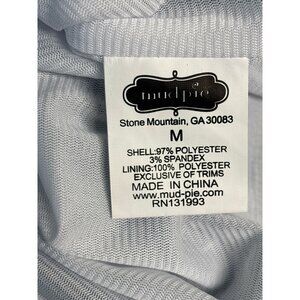 mudpie
Stone Mountain, GA 30083
M
SHELL:97% POLYESTER
3% SPANDEX
LINING:100% POLYESTER
EXCLUSIVE OF TRIMS
MADE IN CHINA
www.mud-pie.com
RN131993